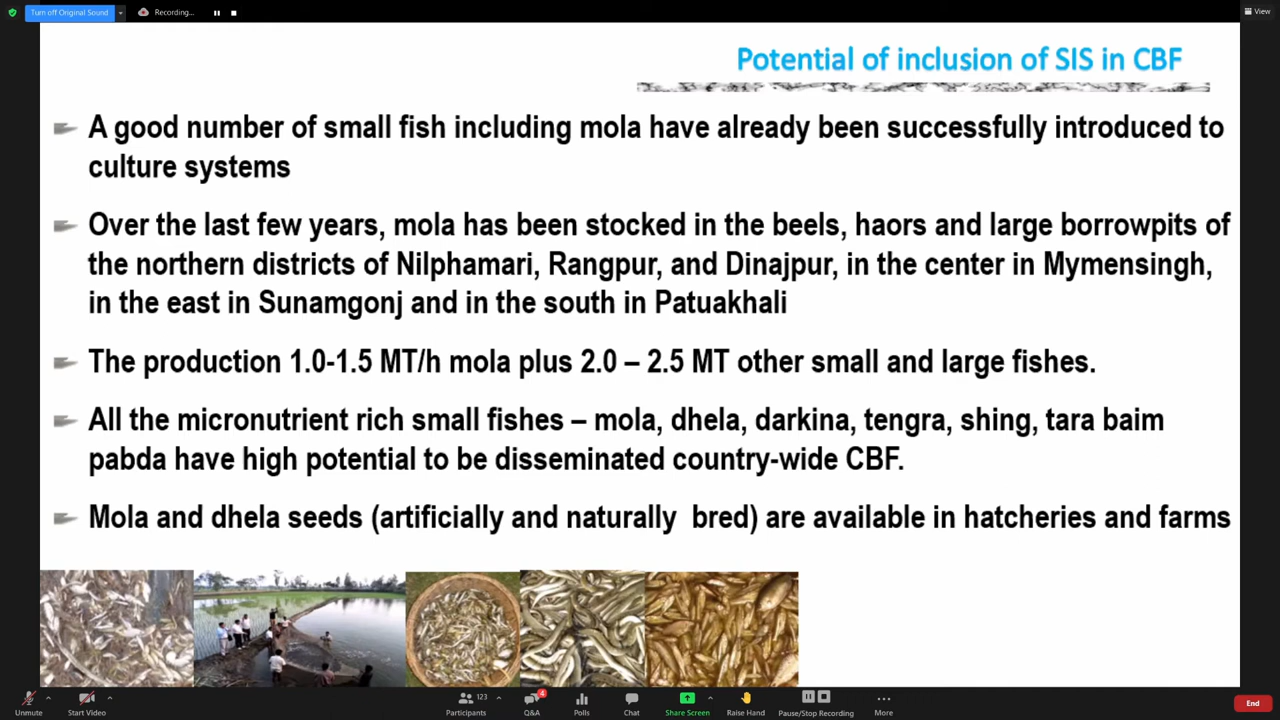 Turn off Original Sound
Recording...
View
Potential of inclusion of SIS in CBF
A good number of small fish including mola have already been successfully introduced to
culture systems
Over the last few years, mola has been stocked in the beels, haors and large borrowpits of
the northern districts of Nilphamari, Rangpur, and Dinajpur, in the center in Mymensingh,
in the east in Sunamgonj and in the south in Patuakhali
The production 1.0-1.5 MT/h mola plus 2.0 – 2.5 MT other small and large fishes.
All the micronutrient rich small fishes – mola, dhela, darkina, tengra, shing, tara baim
pabda have high potential to be disseminated country-wide CBF.
Mola and dhela seeds (artificially and naturally  bred) are available in hatcheries and farms
123
4
Unmute
Start Video
Participants
Q&A
Polls
Chat
Share Screen
Raise Hand
Pause/Stop Recording
More
End